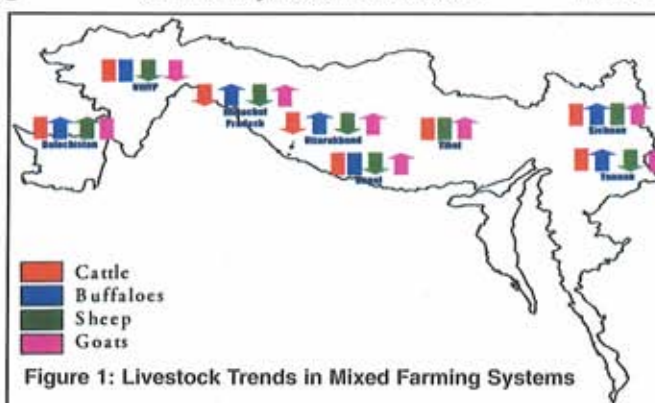 NWFP
Himachal
Pradesh
Balochistan
Uttarakhand
Tibet
Sichuan
Nepal
Yunnan
Cattle
Buffaloes
Sheep
Goats
Figure 1: Livestock Trends in Mixed Farming Systems